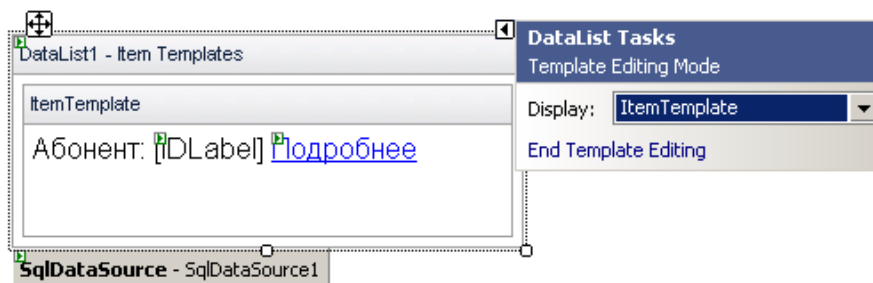 DataList1 - Item Templates
ItemTemplate
Абонент: [IDLabel] Подробнее
SqlDataSource - SqlDataSource1
DataList Tasks
Template Editing Mode
Display: ItemTemplate
End Template Editing